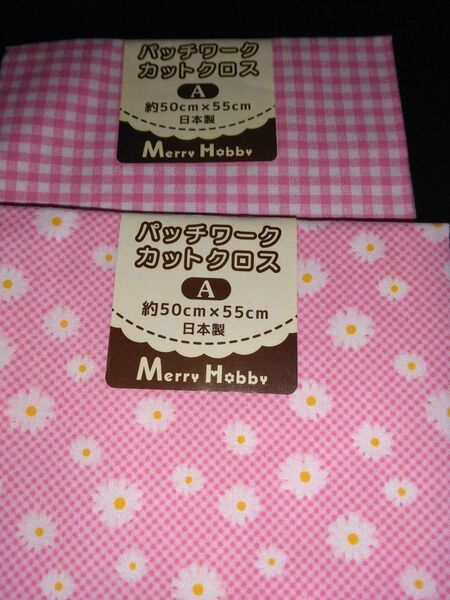 パッチワーク
カットクロス
A
約50cm×55cm
日本製
Merry Hobby
パッチワーク
カットクロス
A
約50cm×55cm
日本製
Merry Hobby